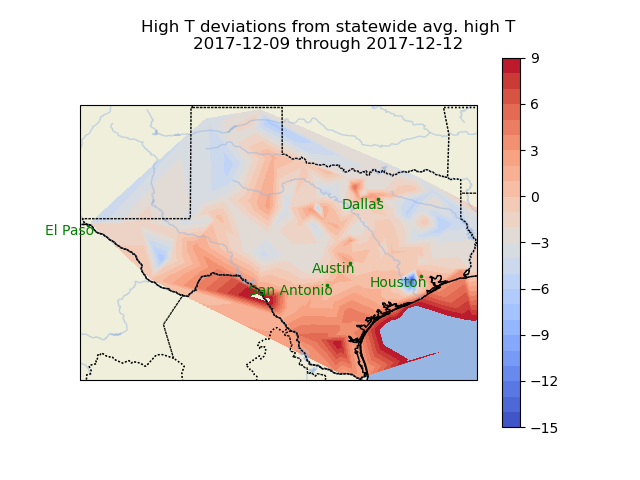 High T deviations from statewide avg. high T
2017-12-09 through 2017-12-12
9
6
3
0
−3
−6
−9
−12
−15
Dallas
El Paso
Austin
Houston
San Antonio